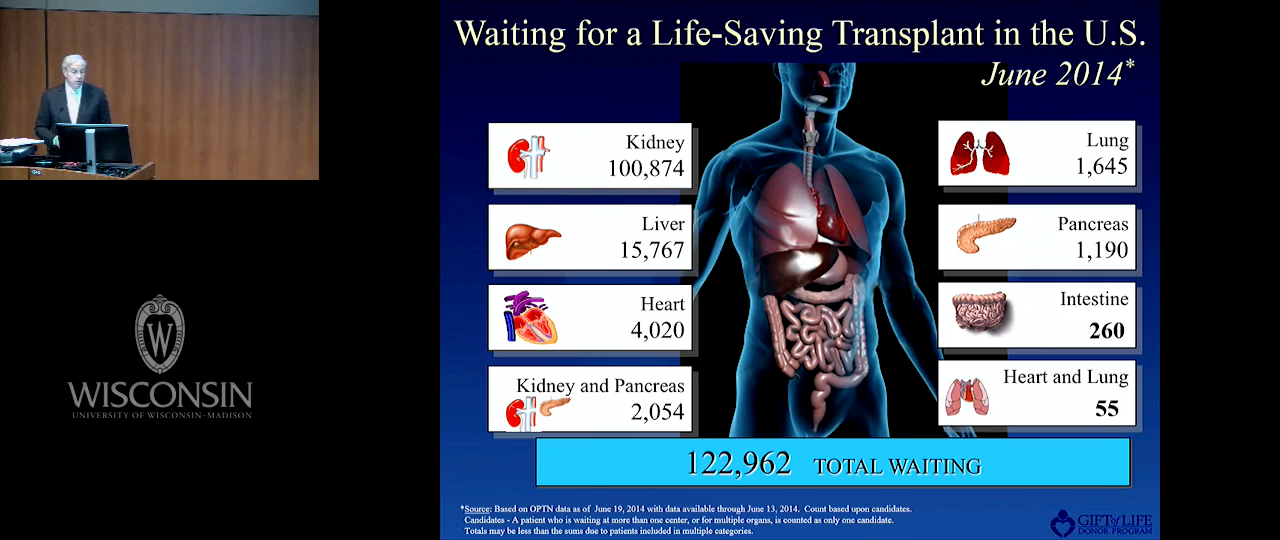 Waiting for a Life-Saving Transplant in the U.S.
June 2014*
Kidney
100,874
Liver
15,767
Heart
4,020
Kidney and Pancreas
2,054
Lung
1,645
Pancreas
1,190
Intestine
260
Heart and Lung
55
122,962 TOTAL WAITING
*Source: Based on OPTN data as of June 19, 2014 with data available through June 13, 2014. Count based upon candidates.
Candidates - A patient who is waiting at more than one center, or for multiple organs, is counted as only one candidate.
Totals may be less than the sums due to patients included in multiple categories.
GIFT of LIFE
DONOR PROGRAM
W
WISCONSIN
UNIVERSITY OF WISCONSIN–MADISON